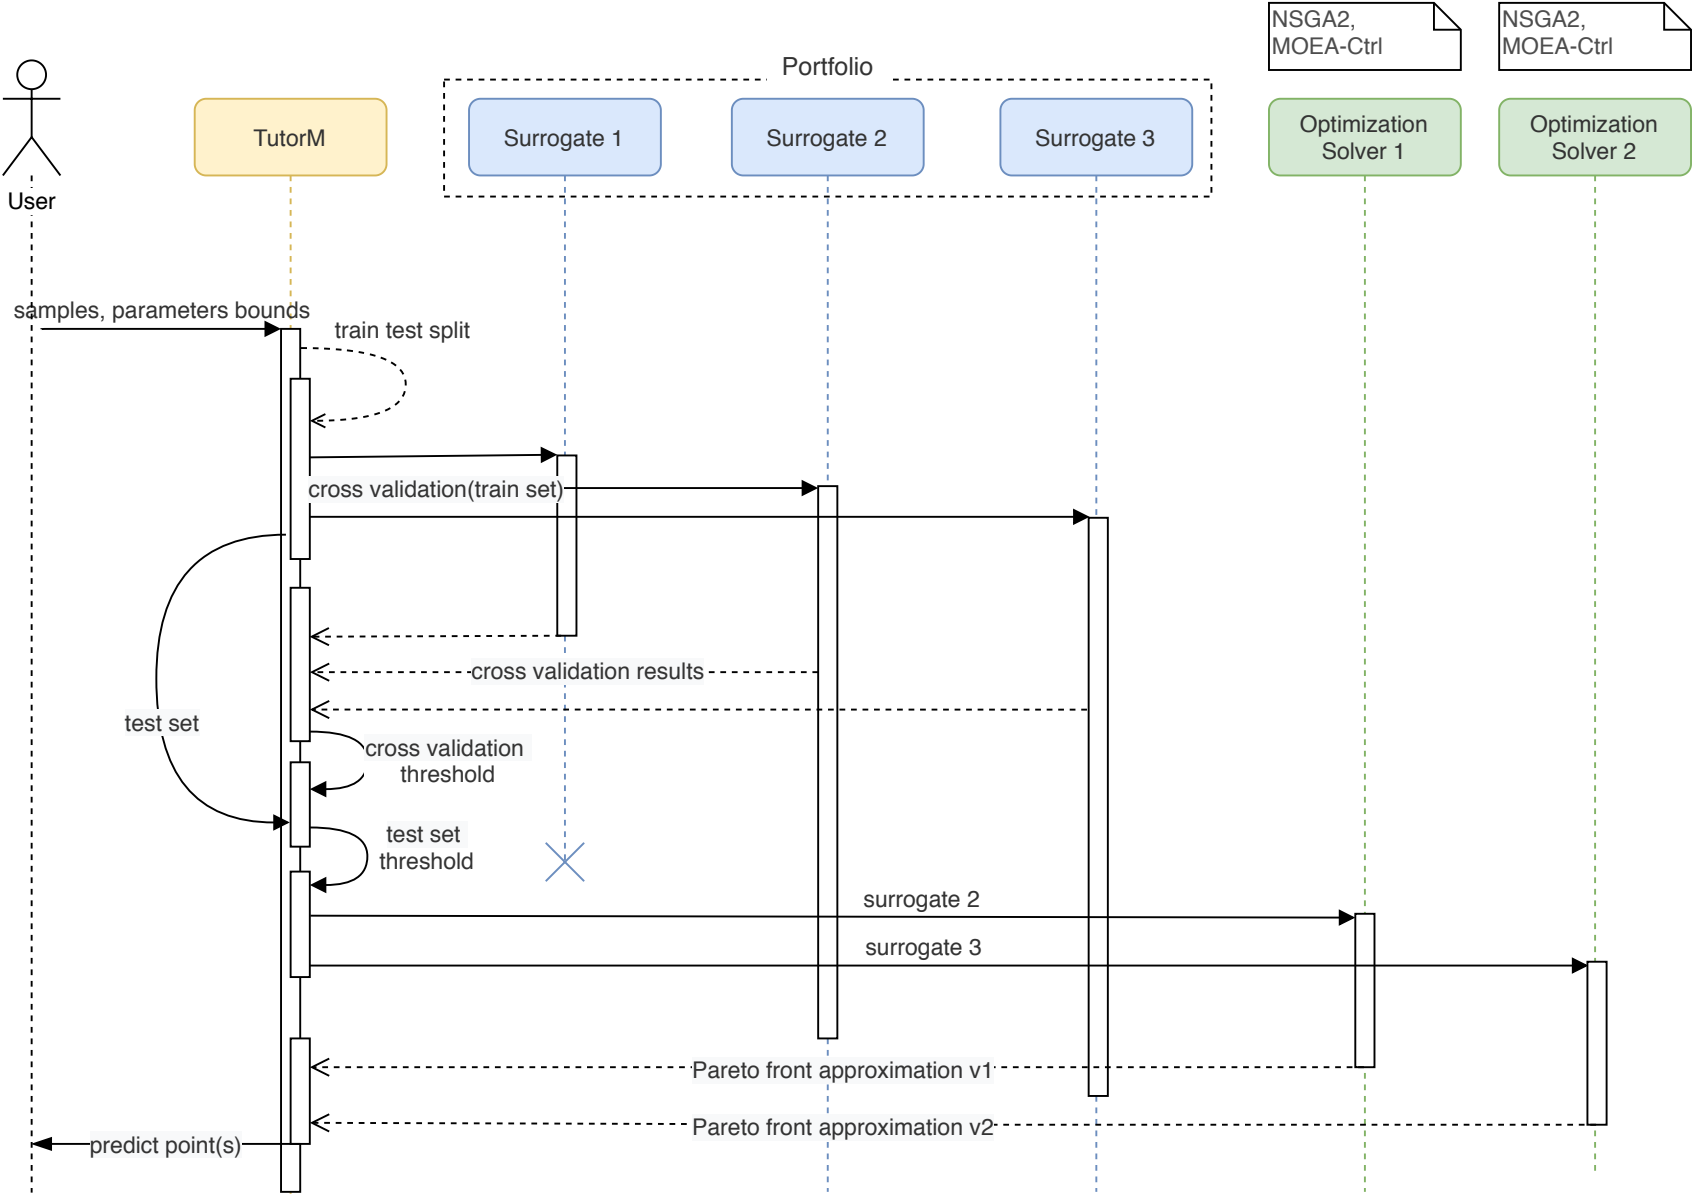 NSGA2,
MOEA-Ctrl
NSGA2,
MOEA-Ctrl
Portfolio
User
TutorM
Surrogate 1
Surrogate 2
Surrogate 3
Optimization
Solver 1
Optimization
Solver 2
samples, parameters bounds
train test split
cross validation(train set)
cross validation results
test set
cross validation
threshold
test set
threshold
surrogate 2
surrogate 3
Pareto front approximation v1
Pareto front approximation v2
predict point(s)